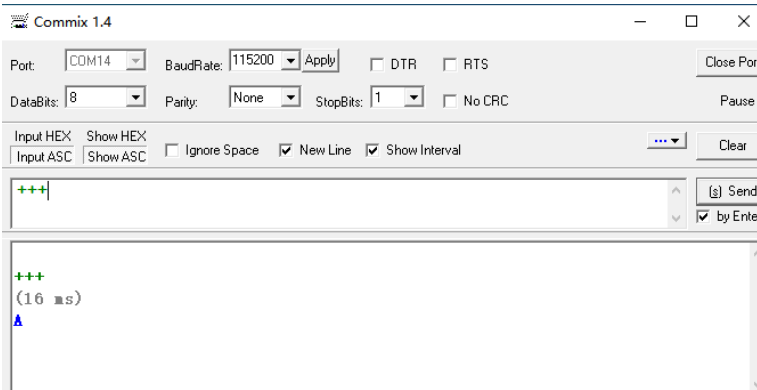 Commix 1.4
Port: COM14 BaudRate: 115200 Apply DTR RTS Close Por
DataBits: 8 Parity: None StopBits: 1 No CRC Pause
Input HEX Show HEX
Input ASC Show ASC Ignore Space New Line Show Interval ... Clear
+++ (s) Send
by Ente
+++
(16 ms)
A